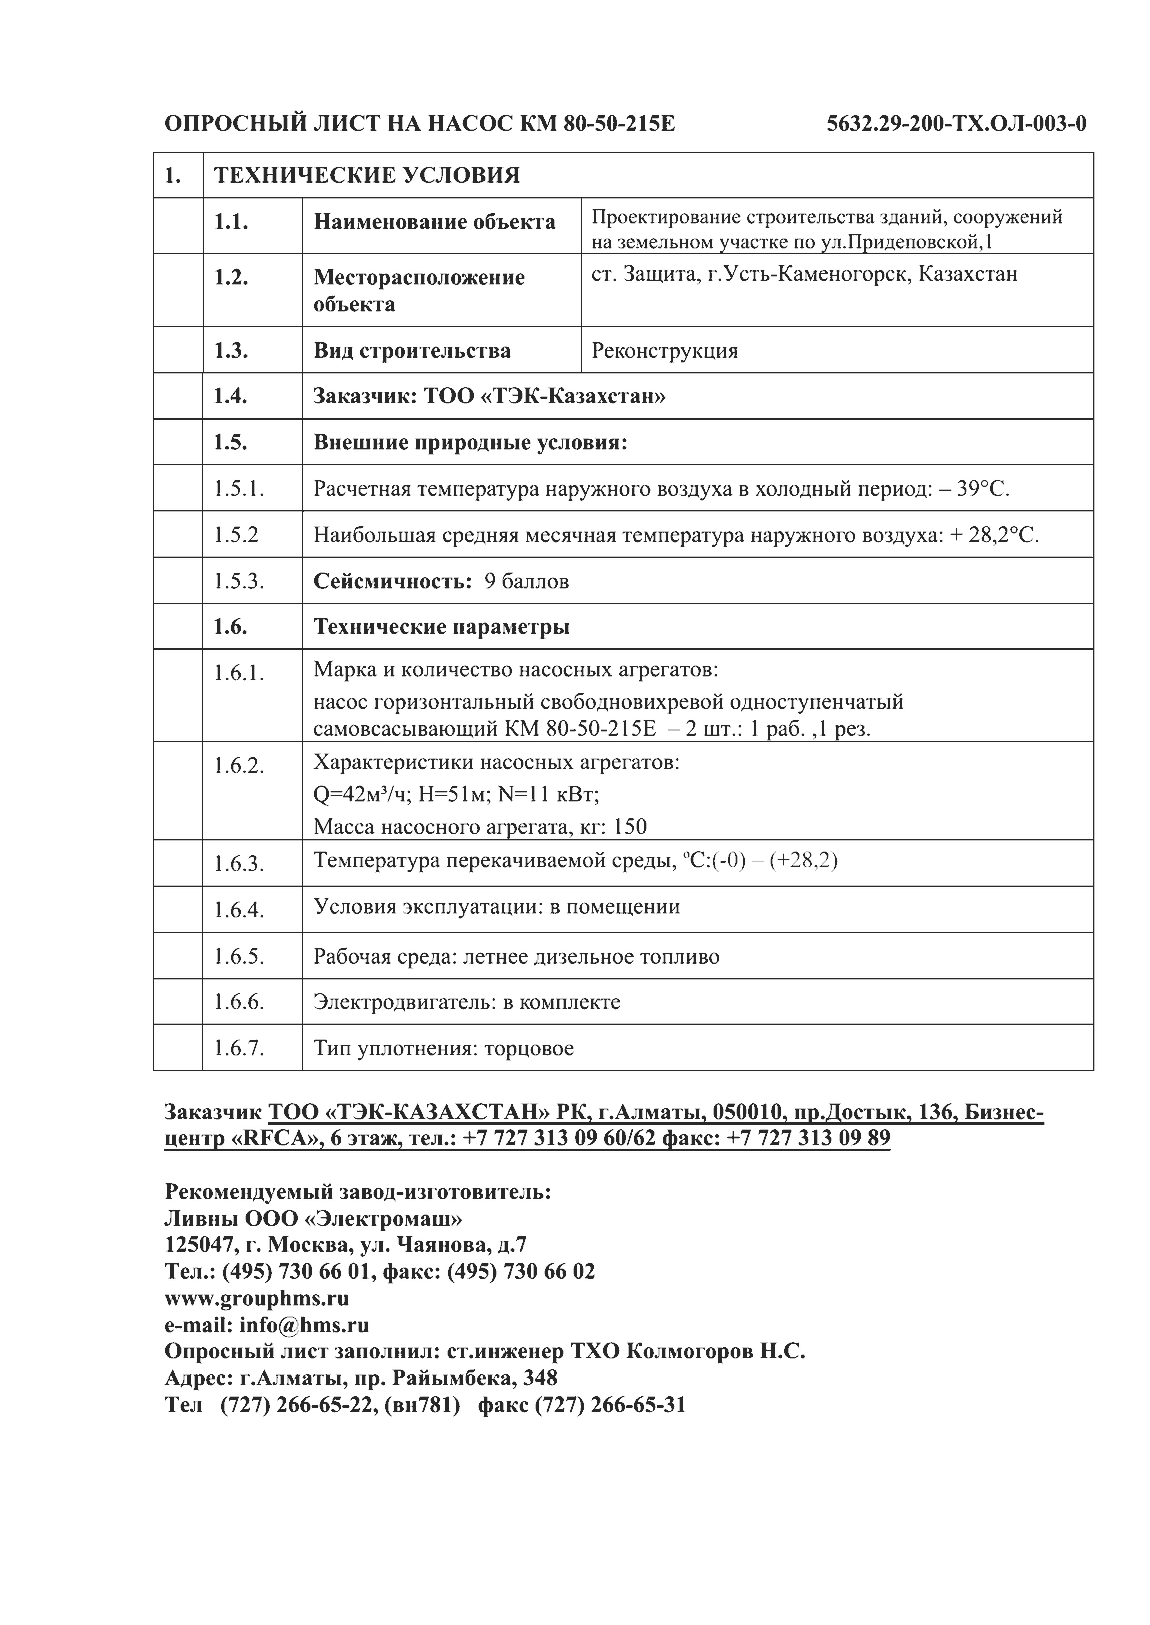 ОПРОСНЫЙ ЛИСТ НА НАСОС КМ 80-50-215Е 5632.29-200-ТХ.ОЛ-003-0
1. ТЕХНИЧЕСКИЕ УСЛОВИЯ
1.1. Наименование объекта Проектирование строительства зданий, сооружений
на земельном участке по ул.Придеповской,1
1.2. Месторасположение ст. Защита, г.Усть-Каменогорск, Казахстан
объекта
1.3. Вид строительства Реконструкция
1.4. Заказчик: ТОО «ТЭК-Казахстан»
1.5. Внешние природные условия:
1.5.1. Расчетная температура наружного воздуха в холодный период: – 39°С.
1.5.2 Наибольшая средняя месячная температура наружного воздуха: + 28,2°С.
1.5.3. Сейсмичность: 9 баллов
1.6. Технические параметры
1.6.1. Марка и количество насосных агрегатов:
насос горизонтальный свободновихревой одноступенчатый
самовсасывающий КМ 80-50-215Е – 2 шт.: 1 раб. ,1 рез.
1.6.2. Характеристики насосных агрегатов:
Q=42м³/ч; Н=51м; N=11 кВт;
Масса насосного агрегата, кг: 150
1.6.3. Температура перекачиваемой среды, ºС:(-0) – (+28,2)
1.6.4. Условия эксплуатации: в помещении
1.6.5. Рабочая среда: летнее дизельное топливо
1.6.6. Электродвигатель: в комплекте
1.6.7. Тип уплотнения: торцовое
Заказчик ТОО «ТЭК-КАЗАХСТАН» РК, г.Алматы, 050010, пр.Достык, 136, Бизнес-
центр «RFCA», 6 этаж, тел.: +7 727 313 09 60/62 факс: +7 727 313 09 89
Рекомендуемый завод-изготовитель:
Ливны ООО «Электромаш»
125047, г. Москва, ул. Чаянова, д.7
Тел.: (495) 730 66 01, факс: (495) 730 66 02
www.grouphms.ru
e-mail: info@hms.ru
Опросный лист заполнил: ст.инженер ТХО Колмогоров Н.С.
Адрес: г.Алматы, пр. Райымбека, 348
Тел (727) 266-65-22, (вн781) факс (727) 266-65-31